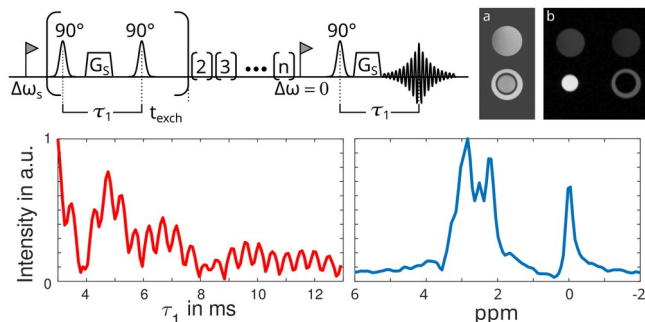 90° 90° 90° a b
G_S [2][3]•••[n] G_S
Δω_S Δω = 0
τ_1 t_exch τ_1
Intensity in a.u.
1
0
4 6 8 10 12 6 4 2 0 -2
τ_1 in ms ppm